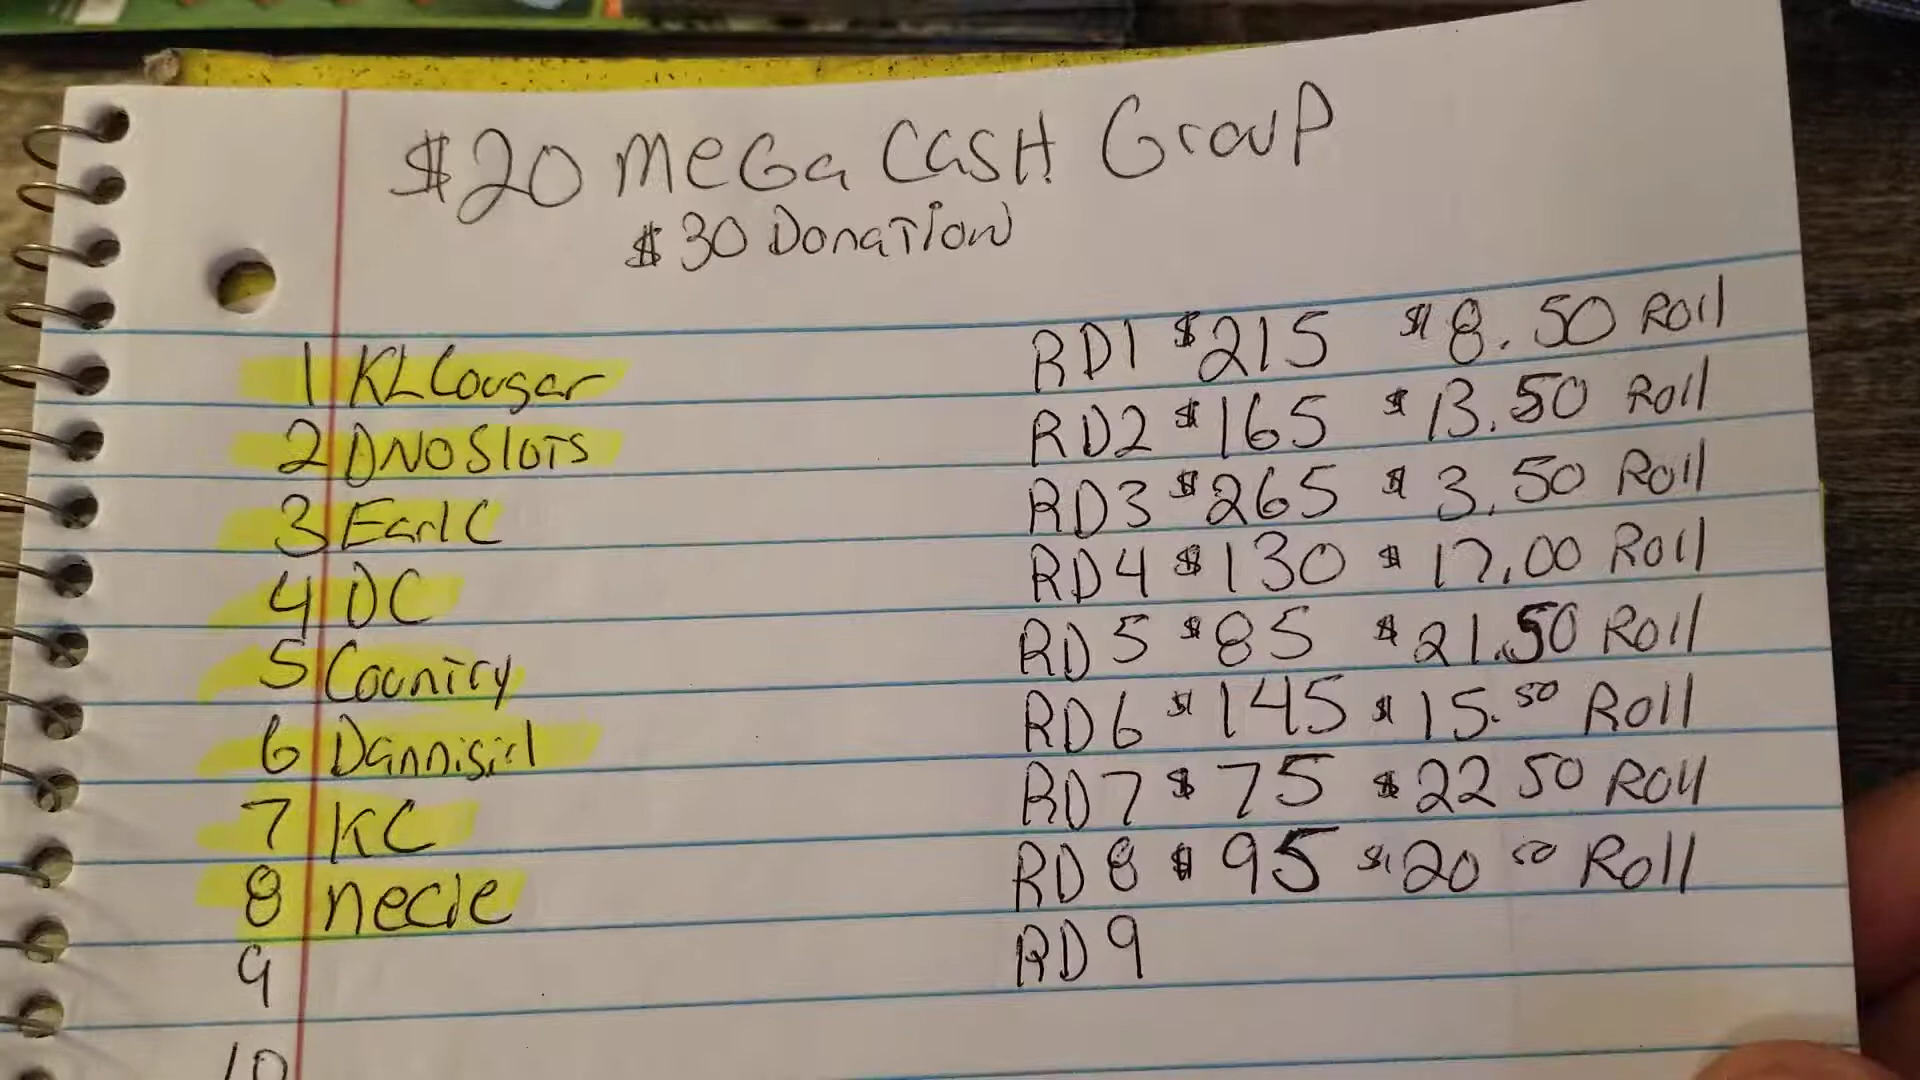 $20 MeGa CasH GrouP
$30 DonaTion
1 KLCougar RD1 $215 $8.50 Roll
2 DNOSlOTS RD2 $165 $13.50 Roll
3 Earl C RD3 $265 $3.50 Roll
4 DC RD4 $130 $17.00 Roll
5 CounTry RD5 $85 $21.50 Roll
6 Dannisirl RD6 $145 $15.50 Roll
7 KC RD7 $75 $22 50 Roll
8 necie RD8 $95 $20 50 Roll
9 RD9
10